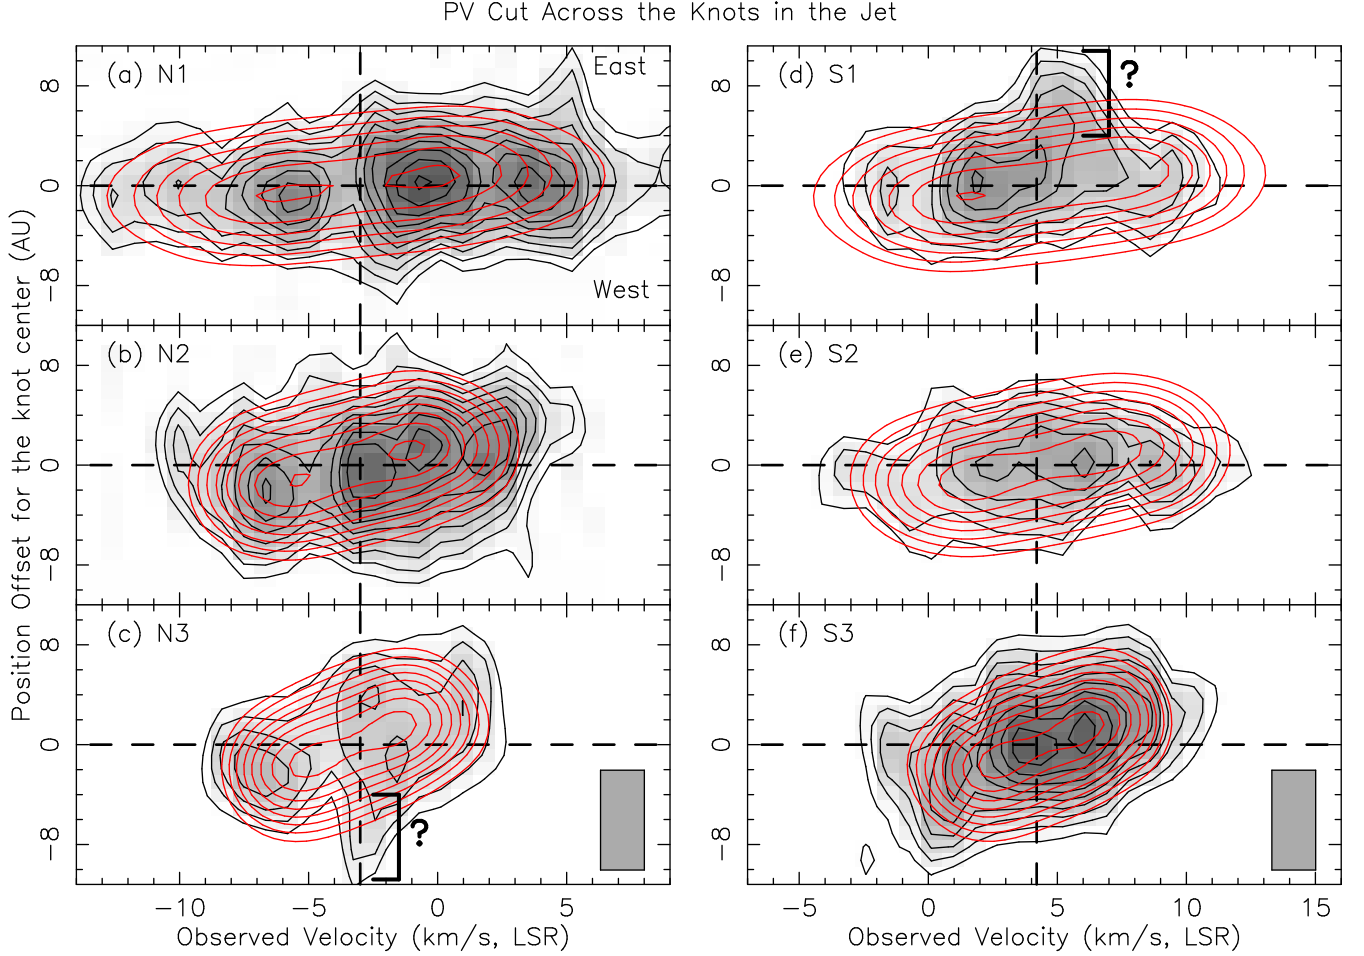 PV Cut Across the Knots in the Jet
(a) N1
East
West
8
0
−8
(d) S1
?
8
0
−8
(b) N2
8
0
−8
(e) S2
8
0
−8
(c) N3
?
8
0
−8
(f) S3
8
0
−8
Position Offset for the knot center (AU)
−10 −5 0 5
−5 0 5 10 15
Observed Velocity (km/s, LSR)
Observed Velocity (km/s, LSR)